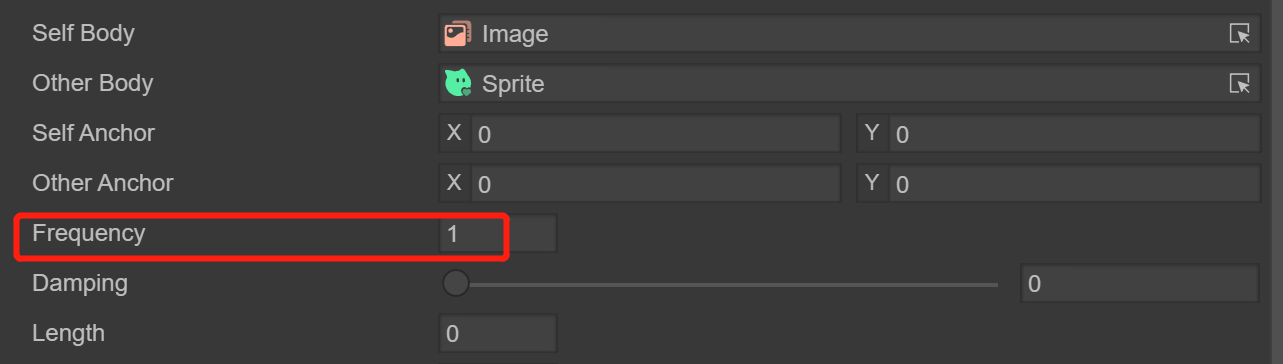 Self Body Image
Other Body Sprite
Self Anchor X 0 Y 0
Other Anchor X 0 Y 0
Frequency 1
Damping 0
Length 0